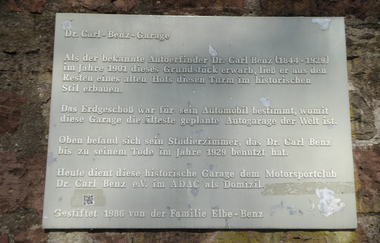 Dr. Carl-Benz-Garage
Als der bekannte Autoerfinder Dr. Carl Benz (1844-1929)
im Jahre 1901 dieses Grundstück erwarb, ließ er aus den
Resten eines alten Hofs diesen Turm im historischen
Stil erbauen.
Das Erdgeschoß war für sein Automobil bestimmt, womit
diese Garage die älteste geplante Autogarage der Welt ist.
Oben befand sich sein Studierzimmer, das Dr. Carl Benz
bis zu seinem Tode im Jahre 1929 benützt hat.
Heute dient diese historische Garage dem Motorsportclub
Dr. Carl Benz e.V. im ADAC als Domizil.
Gestiftet 1986 von der Familie Elbe-Benz